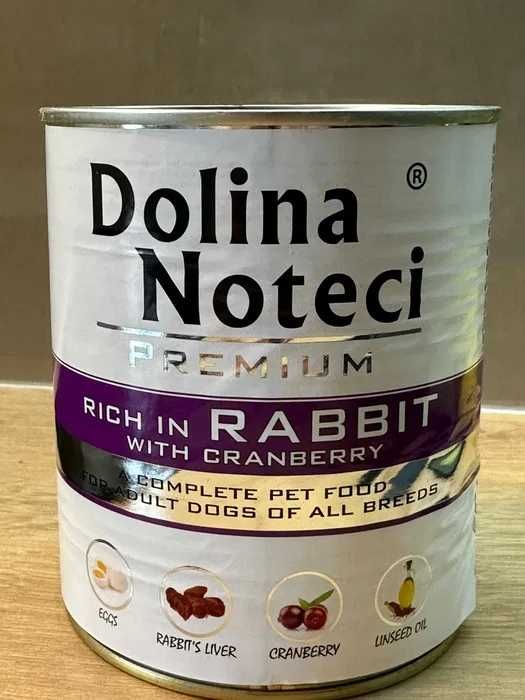 Dolina ®
Noteci
PREMIUM
RICH IN RABBIT
WITH CRANBERRY
A COMPLETE PET FOOD
FOR ADULT DOGS OF ALL BREEDS
EGGS
RABBIT'S LIVER
CRANBERRY
LINSEED OIL